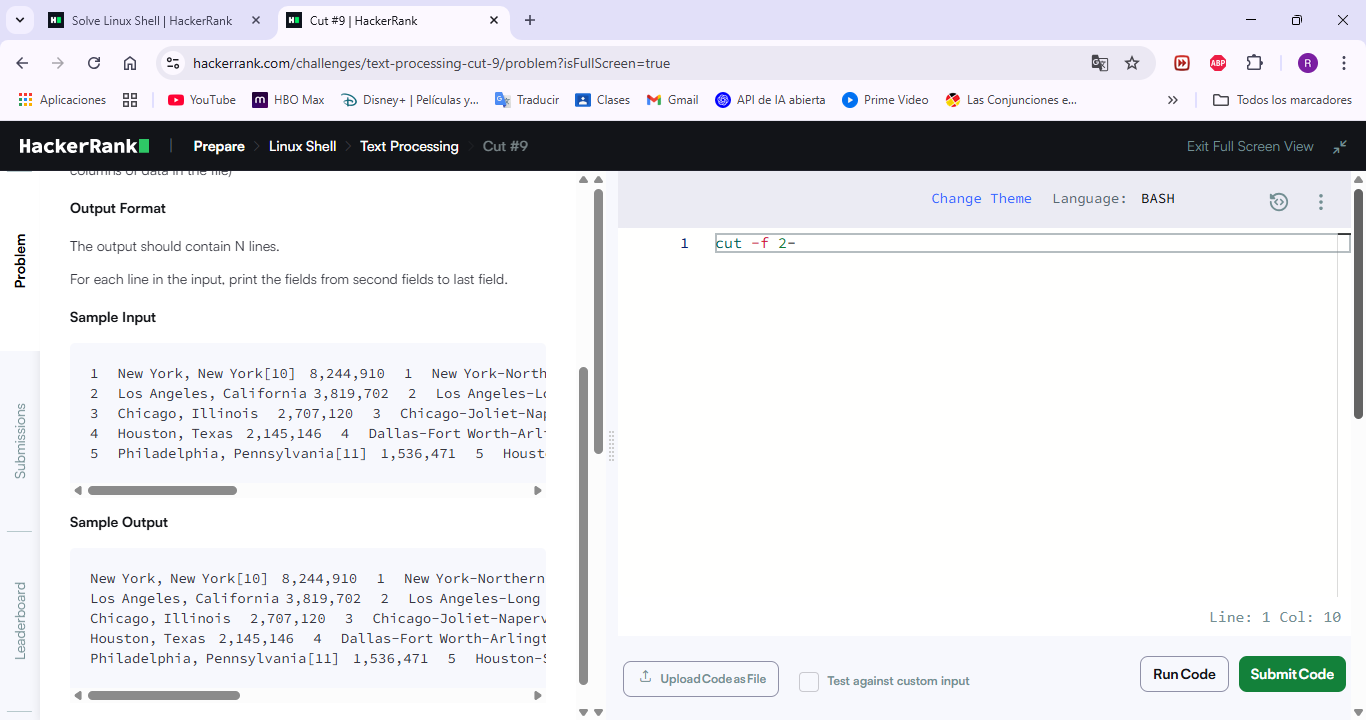 Solve Linux Shell | HackerRank
Cut #9 | HackerRank
hackerrank.com/challenges/text-processing-cut-9/problem?isFullScreen=true
ABP
R
Aplicaciones
YouTube
HBO Max
Disney+ | Películas y...
Traducir
Clases
Gmail
API de IA abierta
Prime Video
Las Conjunciones e...
Todos los marcadores
HackerRank
Prepare
Linux Shell
Text Processing
Cut #9
Exit Full Screen View
Problem
Submissions
Leaderboard
columns of data in the file)
Output Format
The output should contain N lines.
For each line in the input, print the fields from second fields to last field.
Sample Input
1 New York, New York[10] 8,244,910 1 New York-North
2 Los Angeles, California 3,819,702 2 Los Angeles-Lo
3 Chicago, Illinois 2,707,120 3 Chicago-Joliet-Nap
4 Houston, Texas 2,145,146 4 Dallas-Fort Worth-Arli
5 Philadelphia, Pennsylvania[11] 1,536,471 5 Houst
Sample Output
New York, New York[10] 8,244,910 1 New York-Northern
Los Angeles, California 3,819,702 2 Los Angeles-Long
Chicago, Illinois 2,707,120 3 Chicago-Joliet-Naperv
Houston, Texas 2,145,146 4 Dallas-Fort Worth-Arlingt
Philadelphia, Pennsylvania[11] 1,536,471 5 Houston-S
Change Theme
Language: BASH
1 cut -f 2-
Line: 1 Col: 10
Upload Code as File
Test against custom input
Run Code
Submit Code